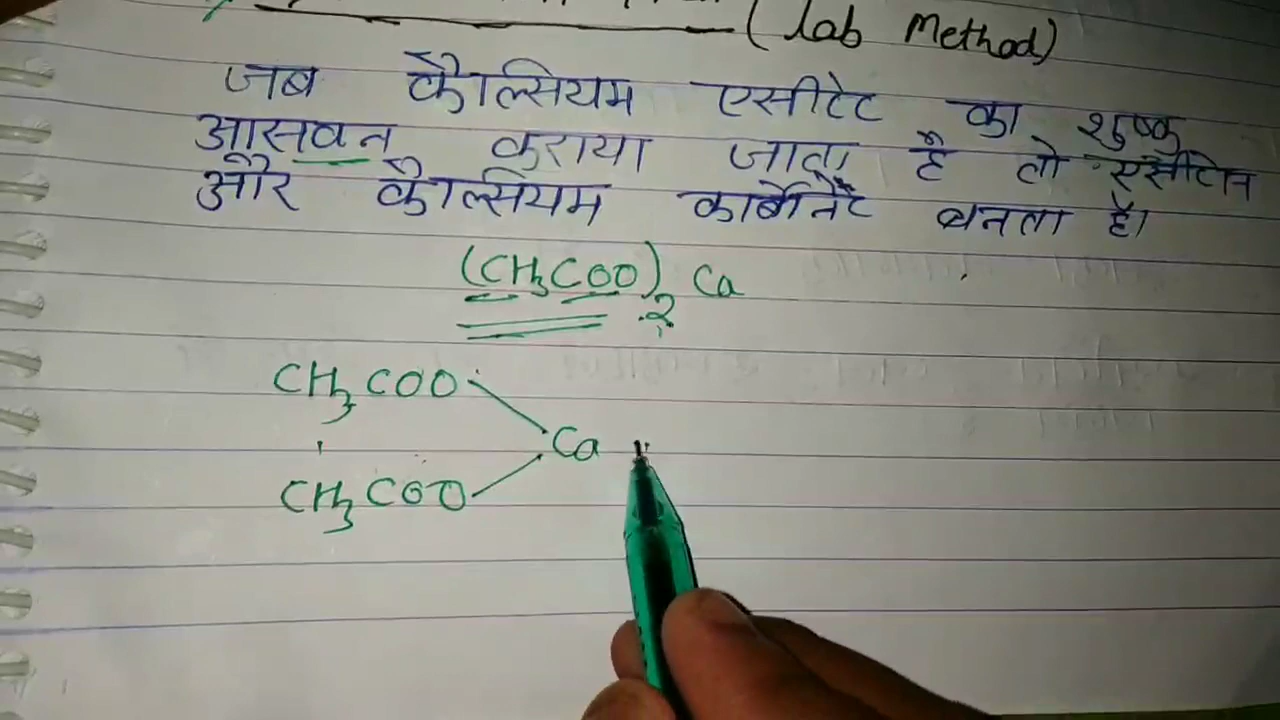 (Lab Method)
जब कैल्सियम एसीटेट का शुष्क
आसवन कराया जाता है तो एसीटोन
और कैल्सियम कार्बोनेट बनता है।
(CH3COO)2 Ca
CH3COO
Ca
CH3COO